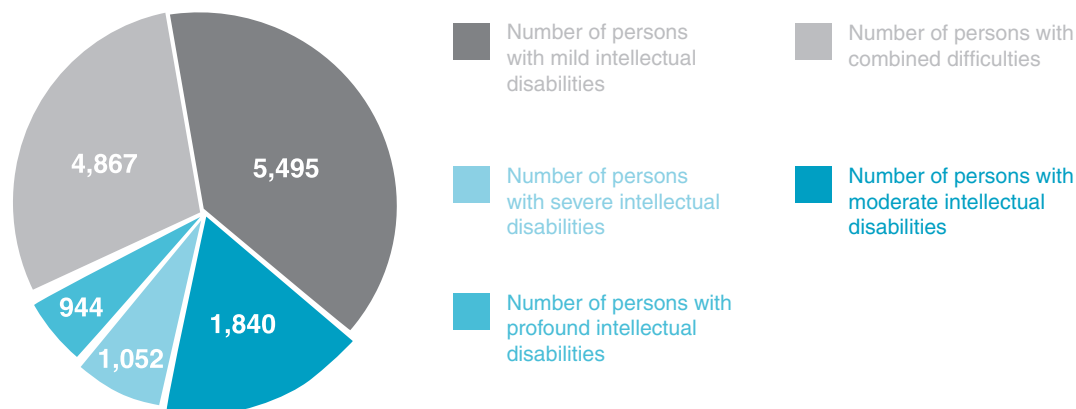 4,867
5,495
944
1,052
1,840
Number of persons
with mild intellectual
disabilities
Number of persons with
combined difficulties
Number of persons
with severe intellectual
disabilities
Number of persons with
moderate intellectual
disabilities
Number of persons with
profound intellectual
disabilities